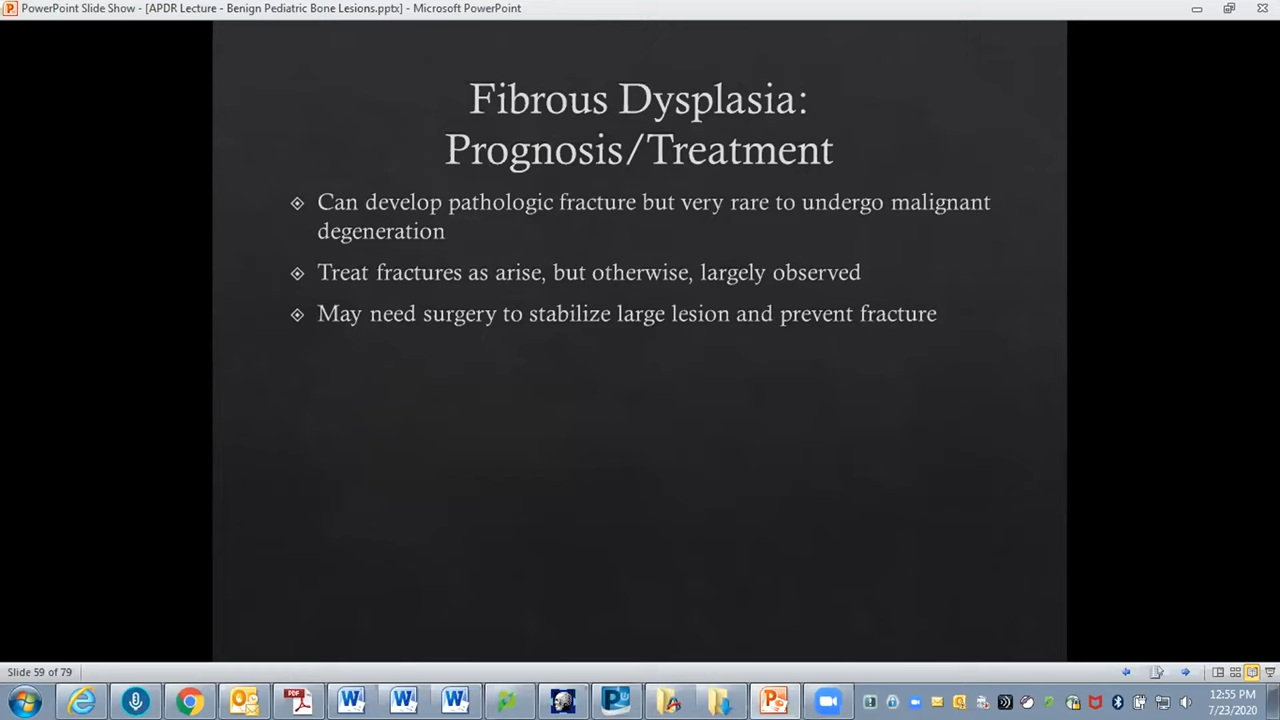 PowerPoint Slide Show - [APDR Lecture - Benign Pediatric Bone Lesions.pptx] - Microsoft PowerPoint
Fibrous Dysplasia:
Prognosis/Treatment
Can develop pathologic fracture but very rare to undergo malignant
degeneration
Treat fractures as arise, but otherwise, largely observed
May need surgery to stabilize large lesion and prevent fracture
Slide 59 of 79
12:55 PM
7/23/2020